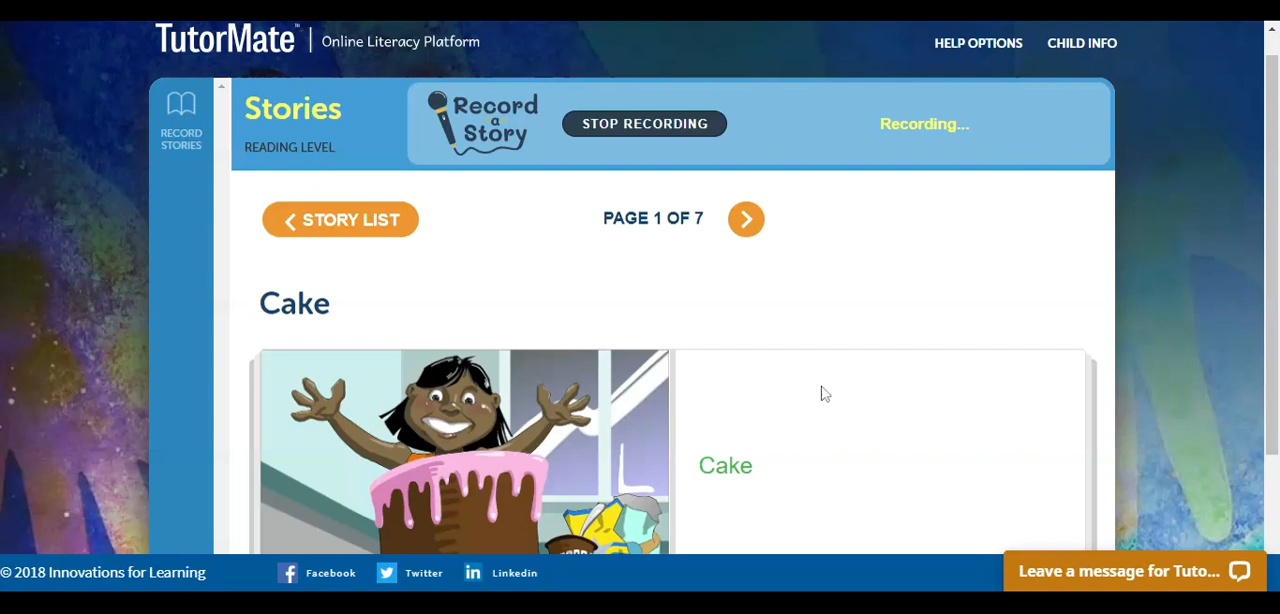 TutorMate™ | Online Literacy Platform
HELP OPTIONS CHILD INFO
RECORD
STORIES
Stories
READING LEVEL
Record
a
Story
STOP RECORDING
Recording...
STORY LIST
PAGE 1 OF 7
Cake
Cake
© 2018 Innovations for Learning
Facebook
Twitter
Linkedin
Leave a message for Tuto...